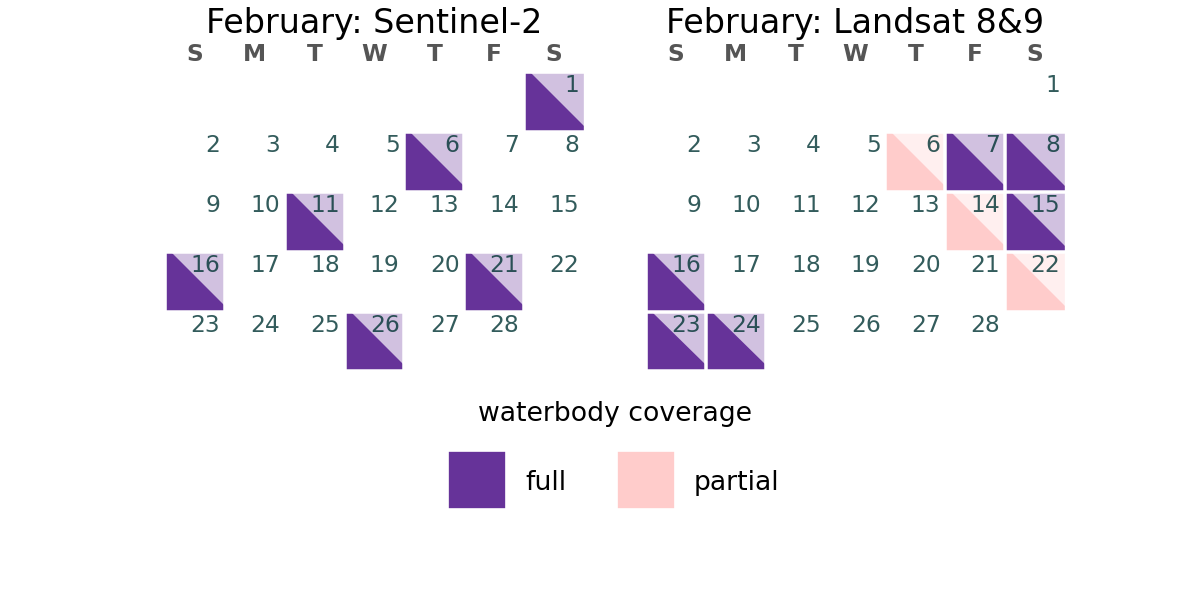 February: Sentinel-2
S M T W T F S
1
2 3 4 5 6 7 8
9 10 11 12 13 14 15
16 17 18 19 20 21 22
23 24 25 26 27 28
February: Landsat 8&9
S M T W T F S
1
2 3 4 5 6 7 8
9 10 11 12 13 14 15
16 17 18 19 20 21 22
23 24 25 26 27 28
waterbody coverage
full partial